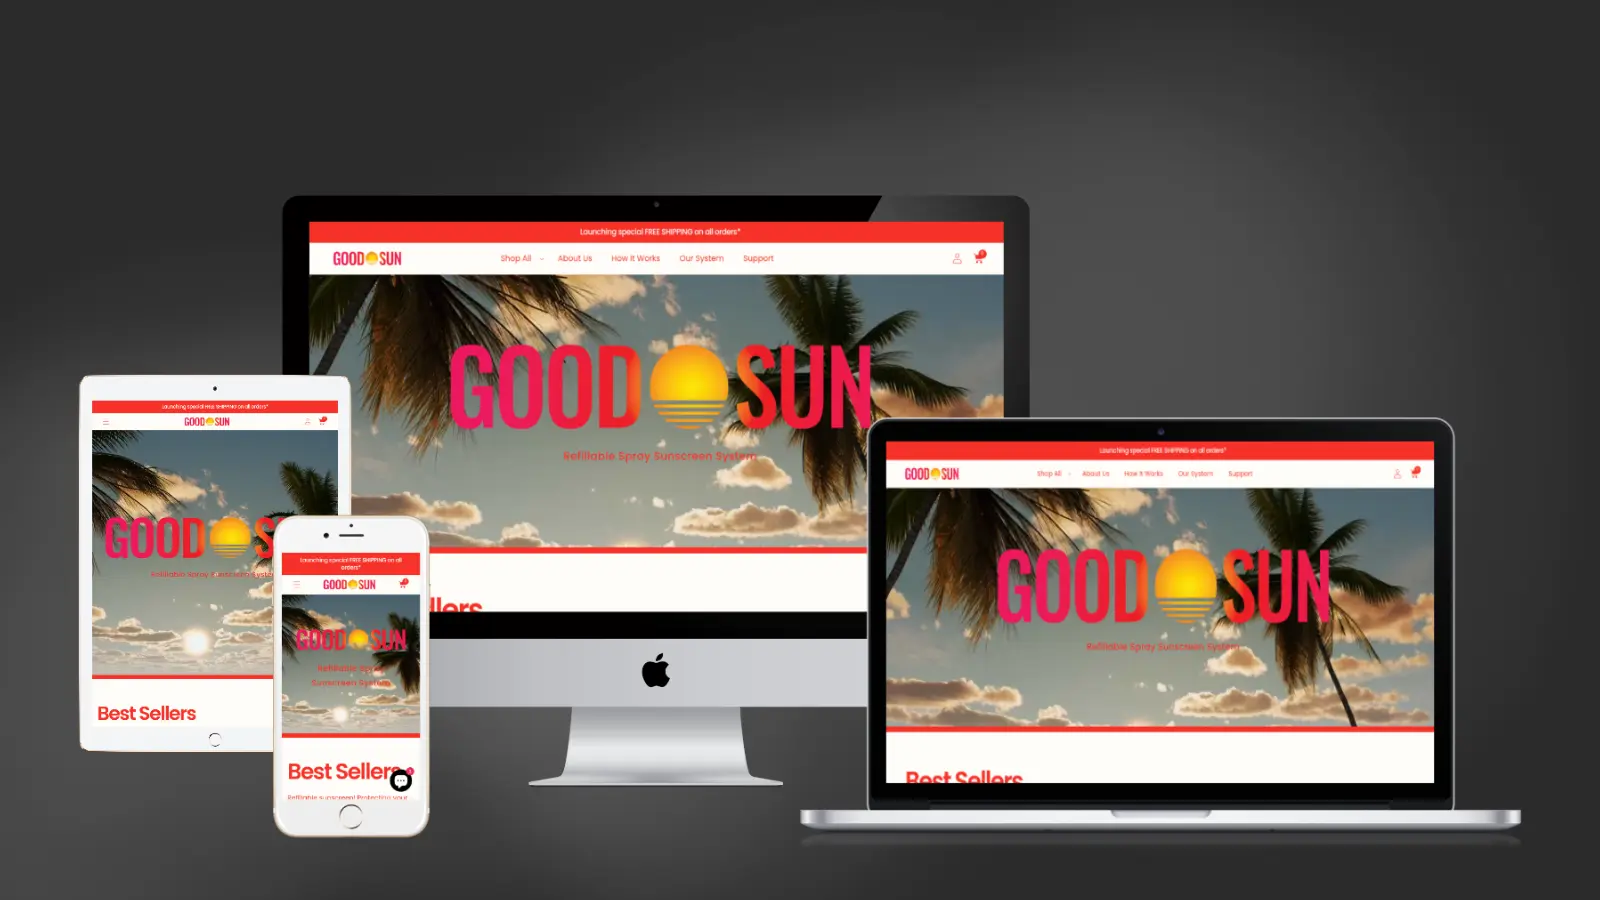 Launching special FREE SHIPPING on all orders*
GOOD SUN
Shop All
About Us
How It Works
Our System
Support
GOOD SUN
Refillable Spray Sunscreen System
llers
Launching special FREE SHIPPING on all orders*
GOOD SUN
GOOD S
Refillable Spray Sunscreen Syste
Best Sellers
Launching special FREE SHIPPING on all
orders*
GOOD SUN
GOOD SUN
Refillable Spray
Sunscreen System
Best Sellers
Refillable sunscreen! Protecting your
Launching special FREE SHIPPING on all orders*
GOOD SUN
Shop All
About Us
How It Works
Our System
Support
GOOD SUN
Refillable Spray Sunscreen System
Best Sellers